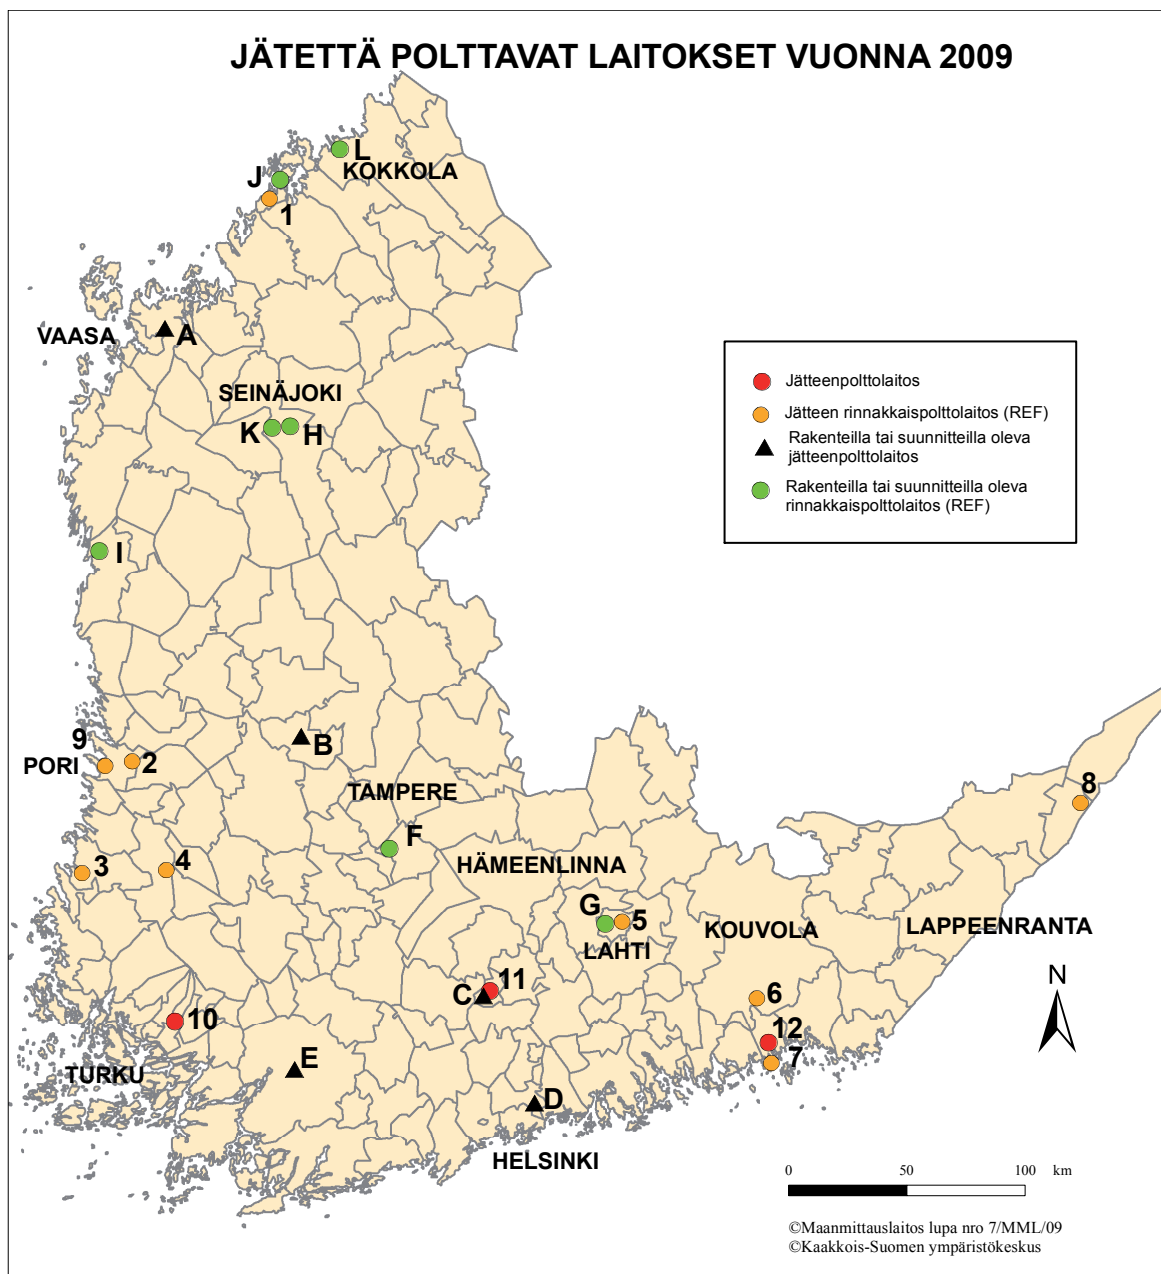 JÄTETTÄ POLTTAVAT LAITOKSET VUONNA 2009
L
KOKKOLA
J
1
VAASA
A
SEINÄJOKI
K
H
I
Jätteenpolttolaitos
Jätteen rinnakkaispolttolaitos (REF)
Rakenteilla tai suunnitteilla oleva
jätteenpolttolaitos
Rakenteilla tai suunnitteilla oleva
rinnakkaispolttolaitos (REF)
9
PORI
2
B
TAMPERE
8
F
3
4
HÄMEENLINNA
G
5
LAHTI
KOUVOLA
LAPPEENRANTA
C
11
6
N
10
12
7
TURKU
E
D
HELSINKI
0
50
100
km
©Maanmittauslaitos lupa nro 7/MML/09
©Kaakkois-Suomen ympäristökeskus